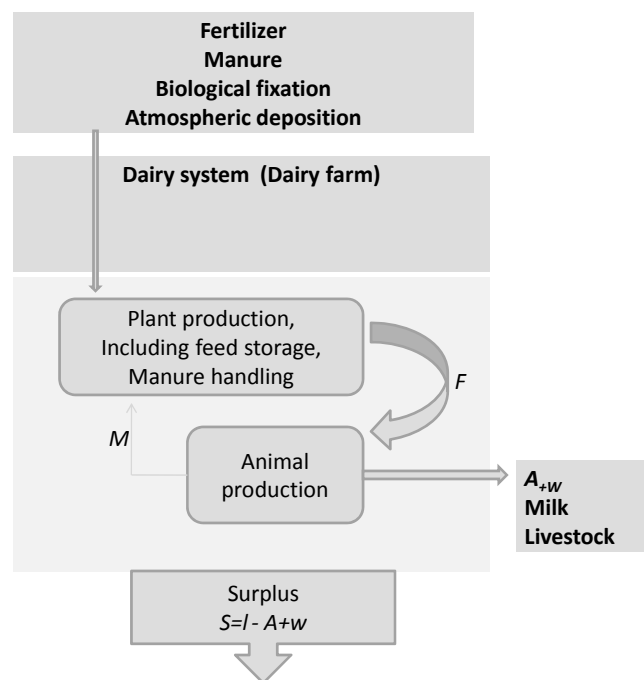 Fertilizer
Manure
Biological fixation
Atmospheric deposition
Dairy system (Dairy farm)
Plant production,
Including feed storage,
Manure handling
F
M
Animal
production
A+W
Milk
Livestock
Surplus
S=l - A+w